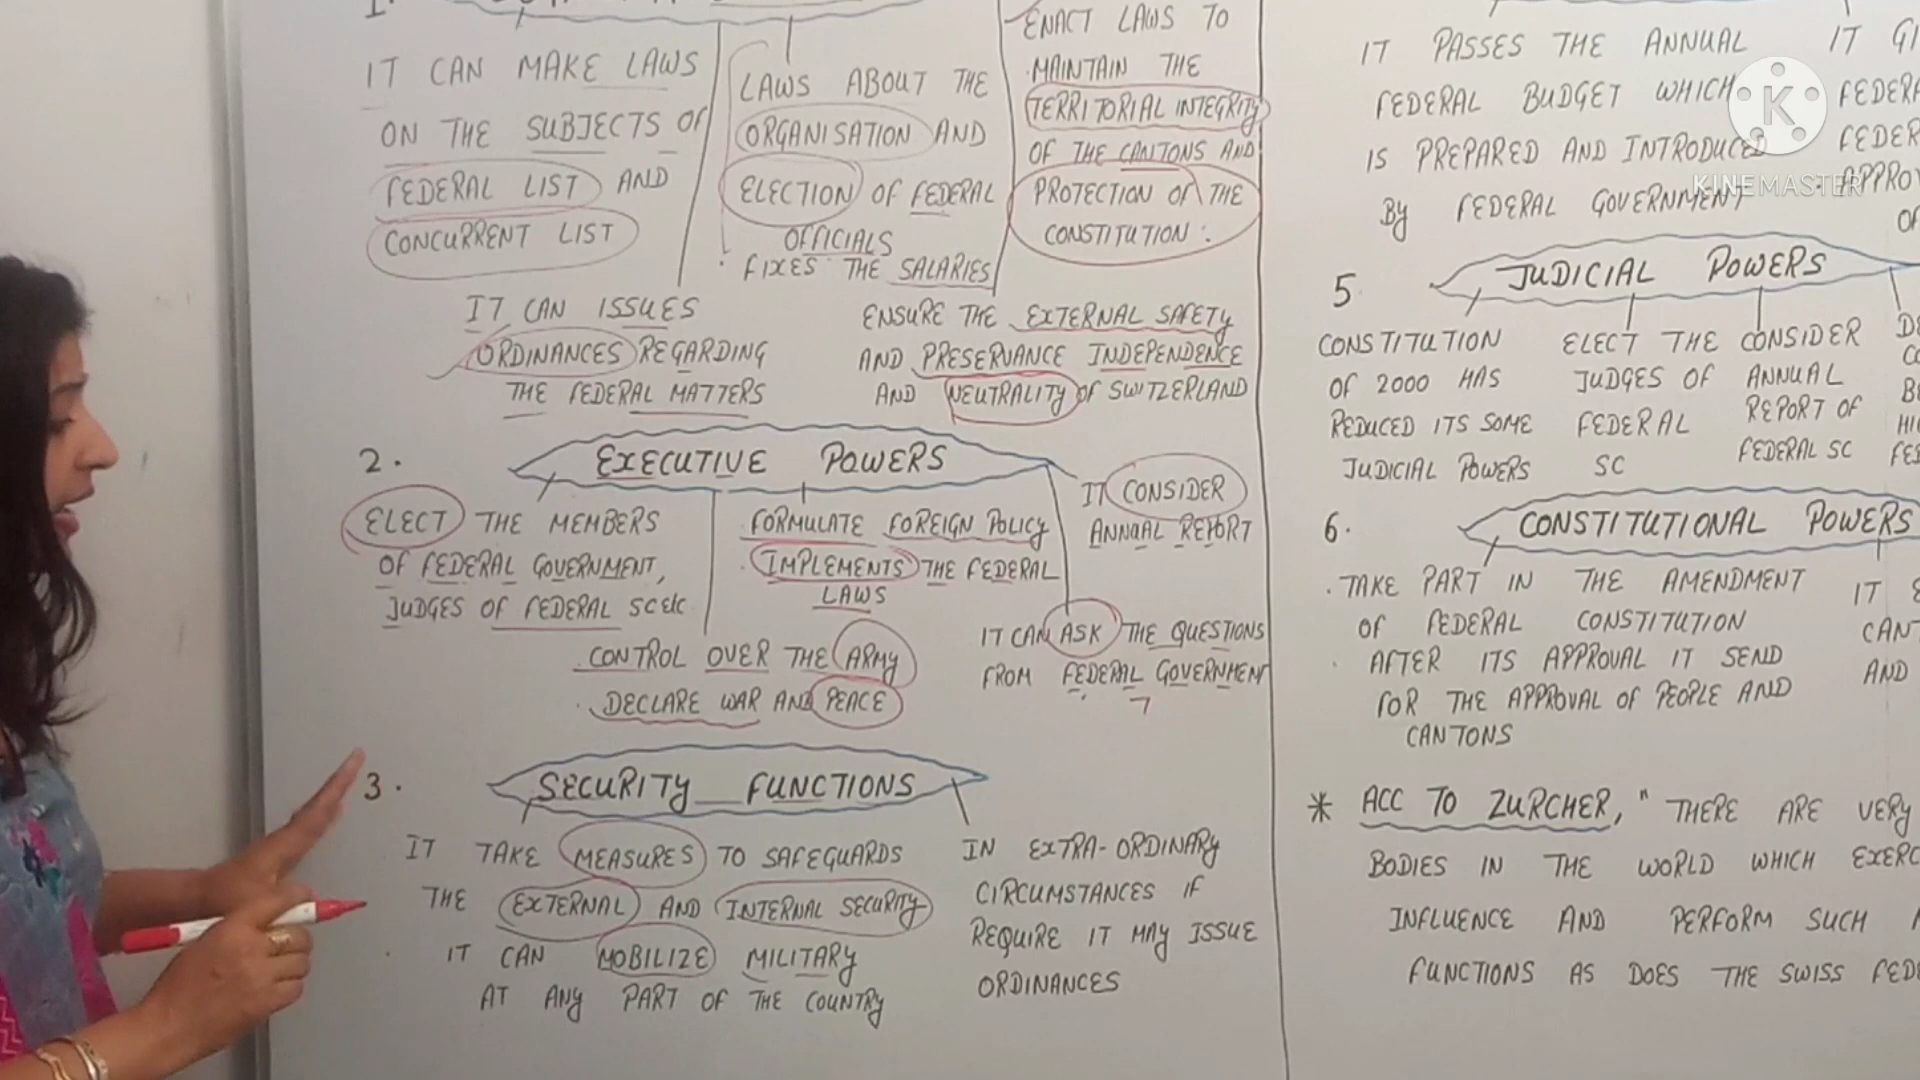 1.
IT CAN MAKE LAWS
ON THE SUBJECTS OF
FEDERAL LIST AND
CONCURRENT LIST
LAWS ABOUT THE
ORGANISATION AND
ELECTION OF FEDERAL
OFFICIALS
· FIXES THE SALARIES
ENACT LAWS TO
MAINTAIN THE
TERRITORIAL INTEGRITY
OF THE CANTONS AND
PROTECTION OF THE
CONSTITUTION
IT CAN ISSUES
ORDINANCES REGARDING
THE FEDERAL MATTERS
ENSURE THE EXTERNAL SAFETY
AND PRESERVANCE INDEPENDENCE
AND NEUTRALITY OF SWITZERLAND
2. EXECUTIVE POWERS
ELECT THE MEMBERS
OF FEDERAL GOVERNMENT,
JUDGES OF FEDERAL SC etc
FORMULATE FOREIGN POLICY
· IMPLEMENTS THE FEDERAL
LAWS
IT CONSIDER
ANNUAL REPORT
· CONTROL OVER THE ARMY
· DECLARE WAR AND PEACE
IT CAN ASK THE QUESTIONS
FROM FEDERAL GOVERNMENT
3. SECURITY FUNCTIONS
IT TAKE MEASURES TO SAFEGUARDS
THE EXTERNAL AND INTERNAL SECURITY
· IT CAN MOBILIZE MILITARY
AT ANY PART OF THE COUNTRY
IN EXTRA-ORDINARY
CIRCUMSTANCES IF
REQUIRE IT MAY ISSUE
ORDINANCES
IT PASSES THE ANNUAL
FEDERAL BUDGET WHICH
IS PREPARED AND INTRODUCED
BY FEDERAL GOVERNMENT
IT
K
KINEMASTER
5 JUDICIAL POWERS
CONSTITUTION
OF 2000 HAS
REDUCED ITS SOME
JUDICIAL POWERS
ELECT THE
JUDGES OF
FEDERAL
SC
CONSIDER
ANNUAL
REPORT OF
FEDERAL SC
6. CONSTITUTIONAL POWERS
· TAKE PART IN THE AMENDMENT
OF FEDERAL CONSTITUTION
· AFTER ITS APPROVAL IT SEND
FOR THE APPROVAL OF PEOPLE AND
CANTONS
IT
AND
* ACC TO ZURCHER, " THERE ARE VERY
BODIES IN THE WORLD WHICH
INFLUENCE AND PERFORM SUCH
FUNCTIONS AS DOES THE SWISS